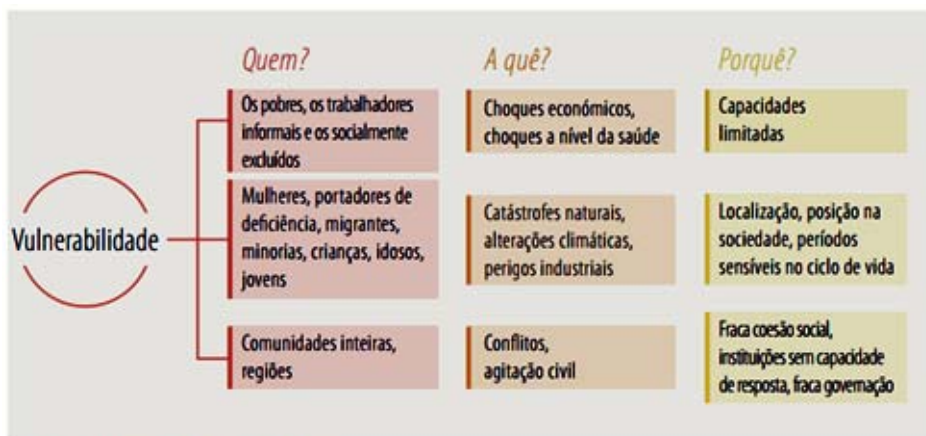 Quem?
A quê?
Porquê?
Vulnerabilidade
Os pobres, os trabalhadores
informais e os socialmente
excluídos
Choques económicos,
choques a nível da saúde
Capacidades
limitadas
Mulheres, portadores de
deficiência, migrantes,
minorias, crianças, idosos,
jovens
Catástrofes naturais,
alterações climáticas,
perigos industriais
Localização, posição na
sociedade, períodos
sensíveis no ciclo de vida
Comunidades inteiras,
regiões
Conflitos,
agitação civil
Fraca coesão social,
instituições sem capacidade
de resposta, fraca governação